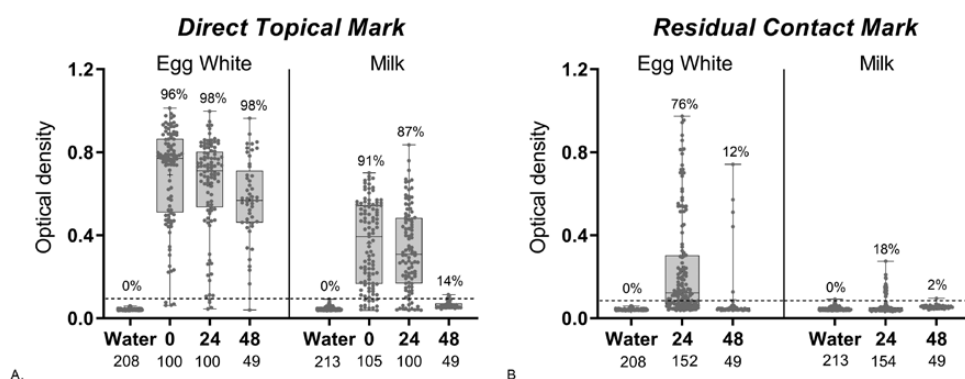 Direct Topical Mark
Egg White Milk
Optical density
1.2
0.8
0.4
0.0
96% 98% 98%
91% 87%
0% 0% 14%
Water 0 24 48 Water 0 24 48
208 100 100 49 213 105 100 49
A.
Residual Contact Mark
Egg White Milk
Optical density
1.2
0.8
0.4
0.0
76%
12%
18%
0% 0% 2%
Water 24 48 Water 24 48
208 152 49 213 154 49
B